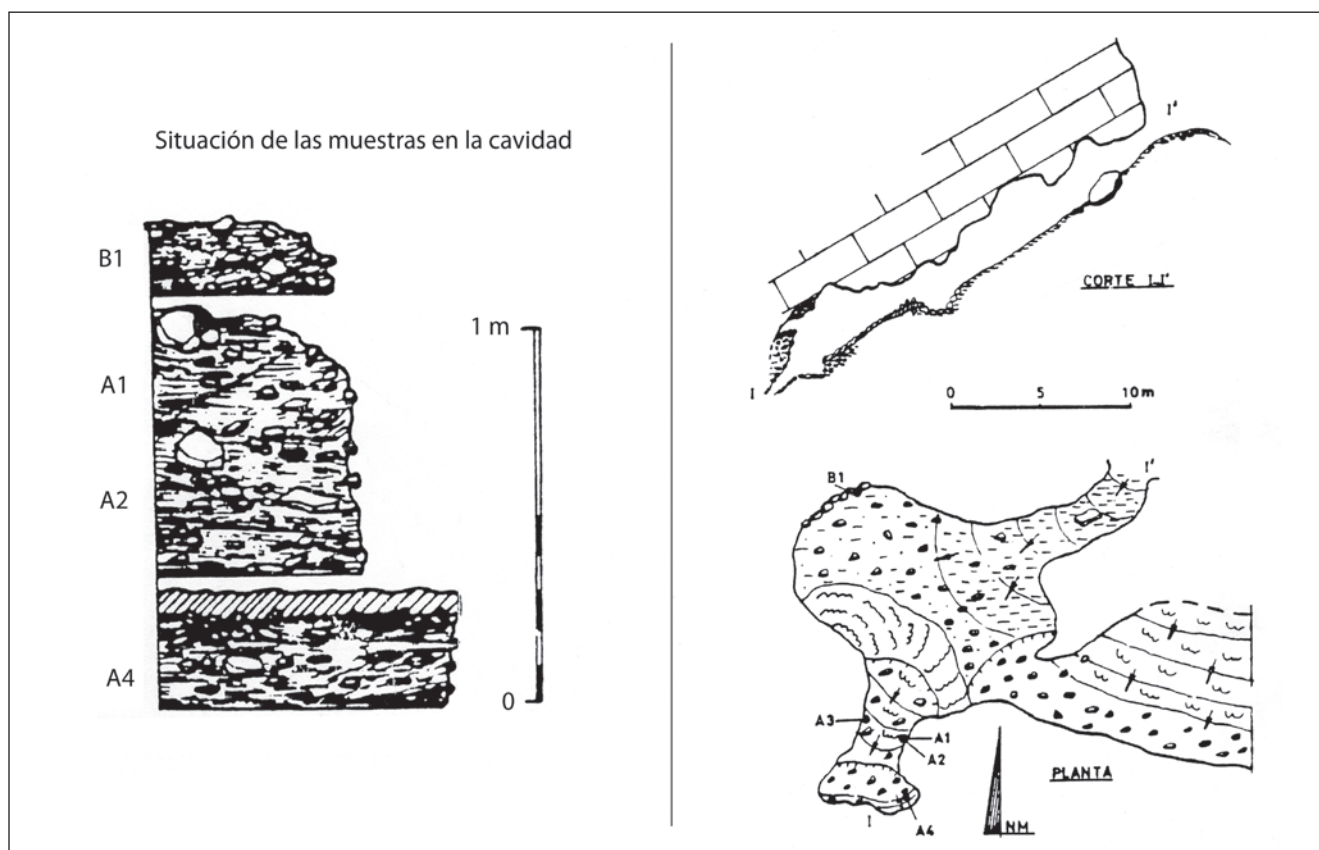 Situación de las muestras en la cavidad
B1
A1
A2
A4
1 m
0
I'
CORTE I-I'
I
0 5 10 m
I'
B1
A3
A1
A2
I
A4
PLANTA
NM